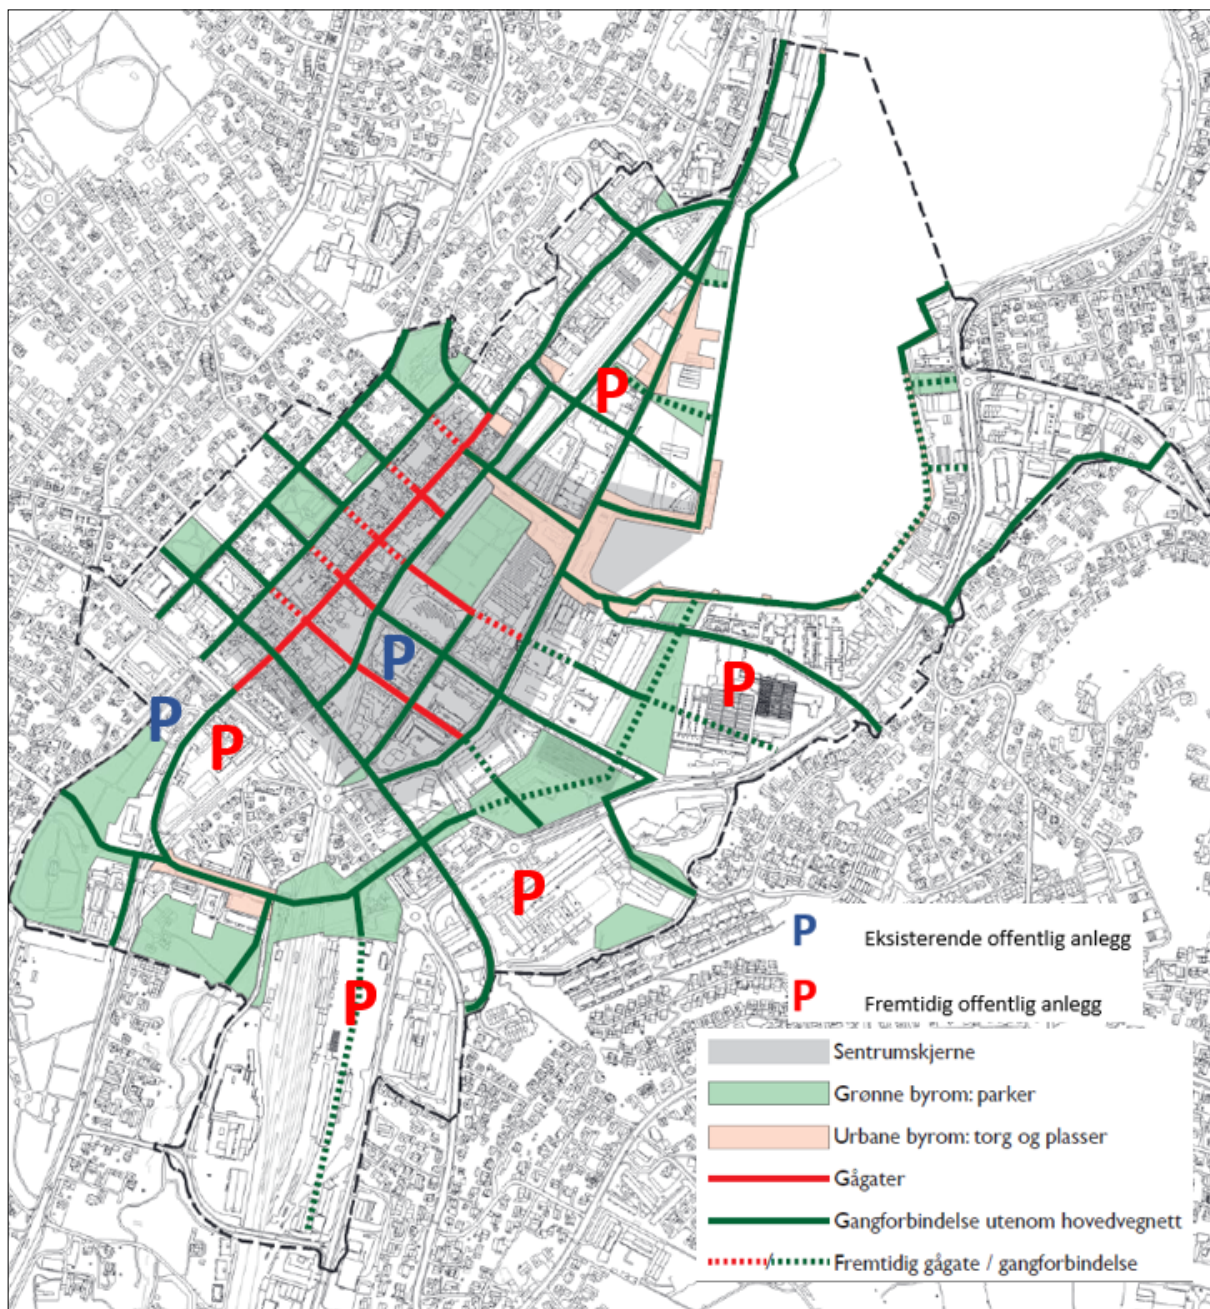 P
P
P
P
P
P
P
P Eksisterende offentlig anlegg
P Fremtidig offentlig anlegg
Sentrumskjerne
Grønne byrom: parker
Urbane byrom: torg og plasser
Gågater
Gangforbindelse utenom hovedvegnett
Fremtidig gågate / gangforbindelse